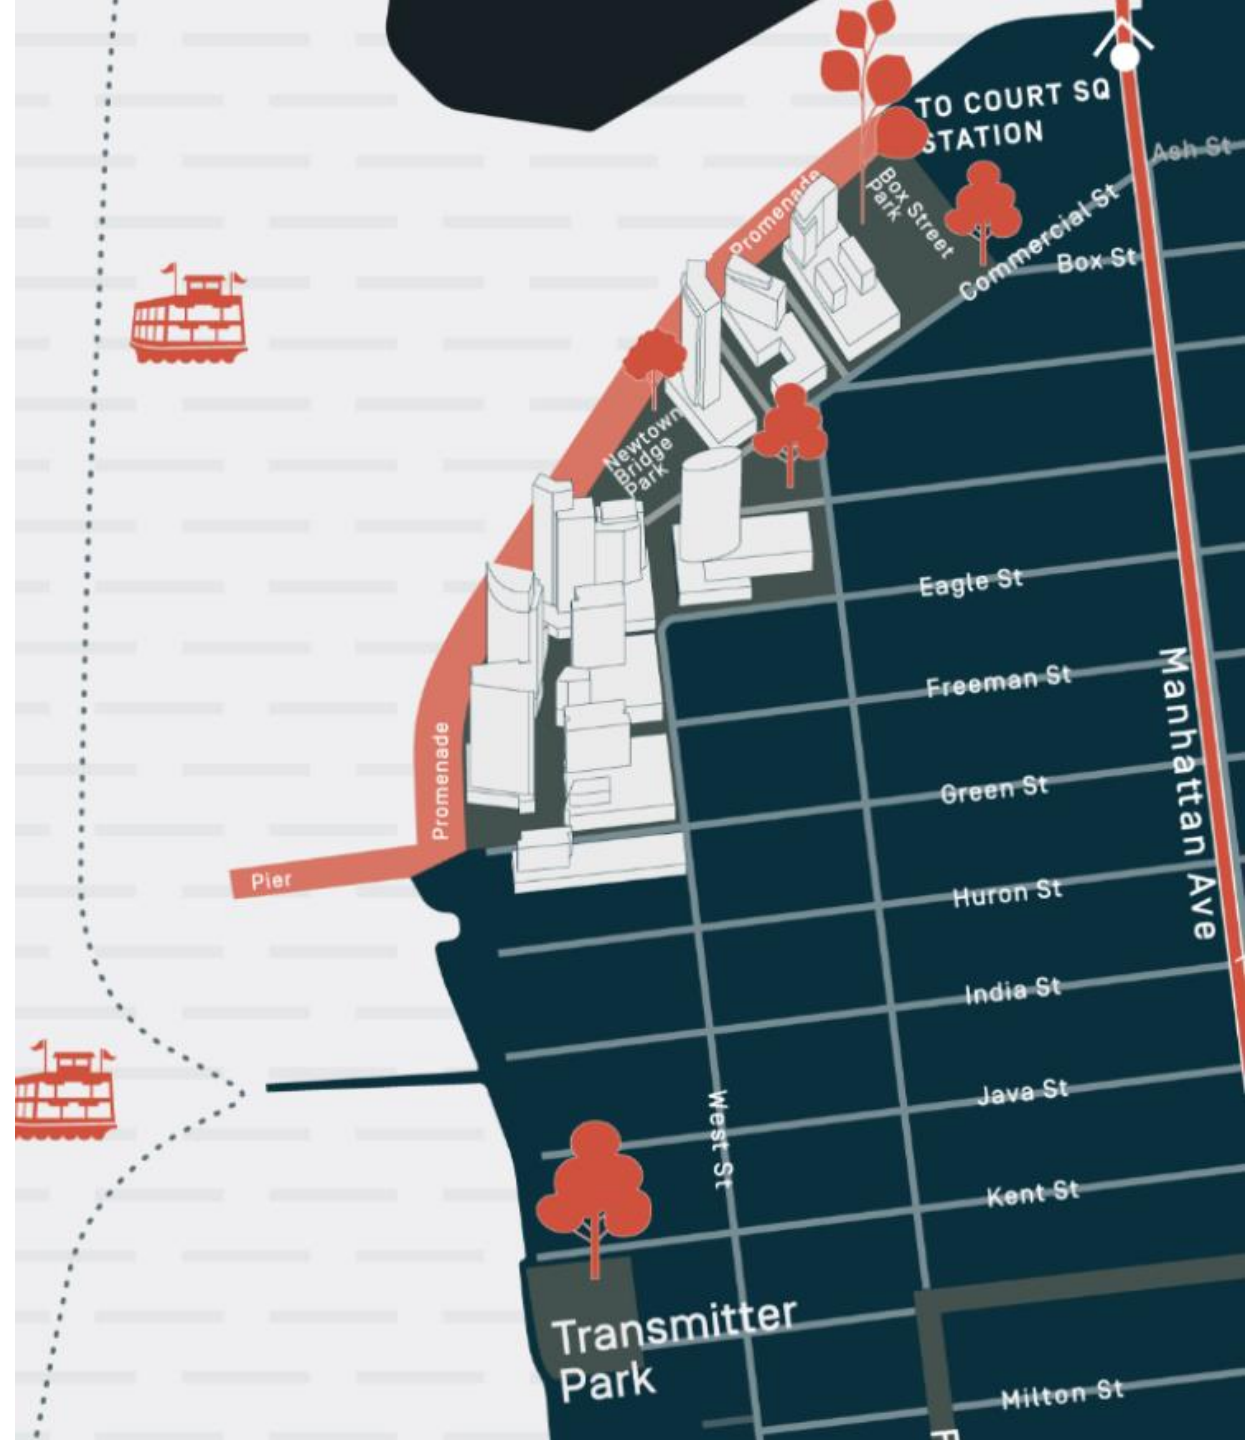 TO COURT SQ
STATION
Ash St
Promenade
Box Street
Park
Commercial St
Box St
Newtown
Bridge
Park
Eagle St
Freeman St
Manhattan Ave
Promenade
Green St
Pier
Huron St
India St
Java St
West St
Kent St
Transmitter
Park
Milton St